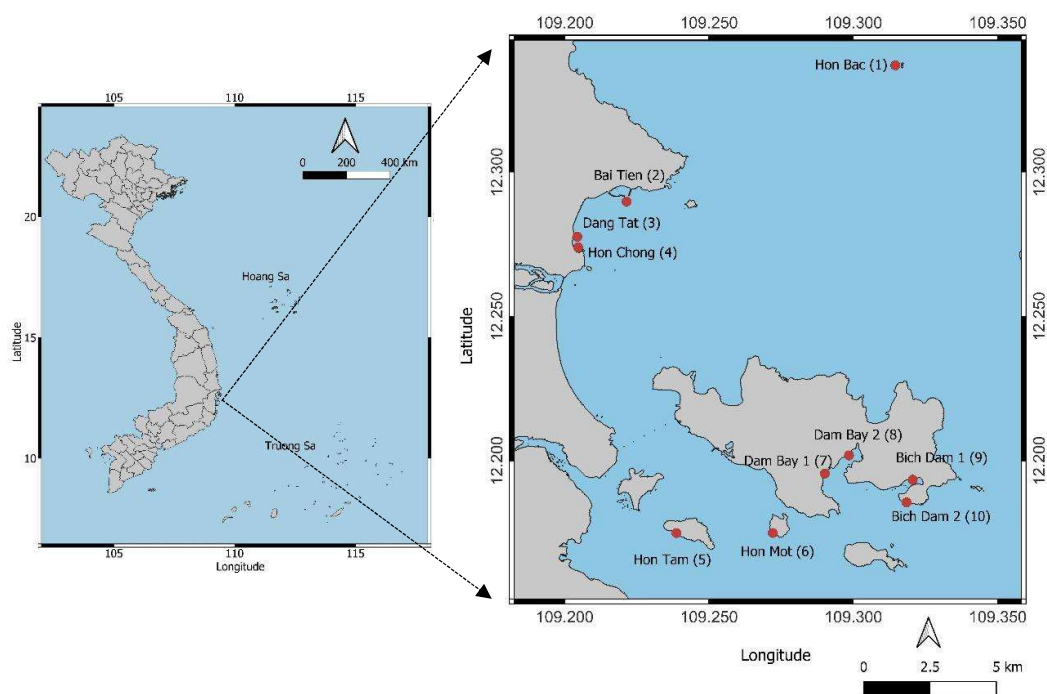 105
110
115
0
200
400 km
20
15
10
Latitude
Hoang Sa
Truong Sa
105
110
115
Longitude
109.200
109.250
109.300
109.350
12.300
12.250
12.200
Latitude
Hon Bac (1)
Bai Tien (2)
Dang Tat (3)
Hon Chong (4)
Dam Bay 2 (8)
Dam Bay 1 (7)
Bich Dam 1 (9)
Bich Dam 2 (10)
Hon Tam (5)
Hon Mot (6)
12.300
12.250
12.200
109.200
109.250
109.300
109.350
Longitude
0
2.5
5 km